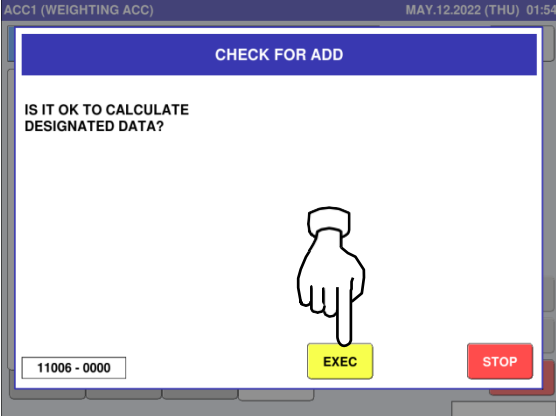 ACC1 (WEIGHTING ACC) MAY.12.2022 (THU) 01:54
CHECK FOR ADD
IS IT OK TO CALCULATE
DESIGNATED DATA?
11006 - 0000
EXEC
STOP